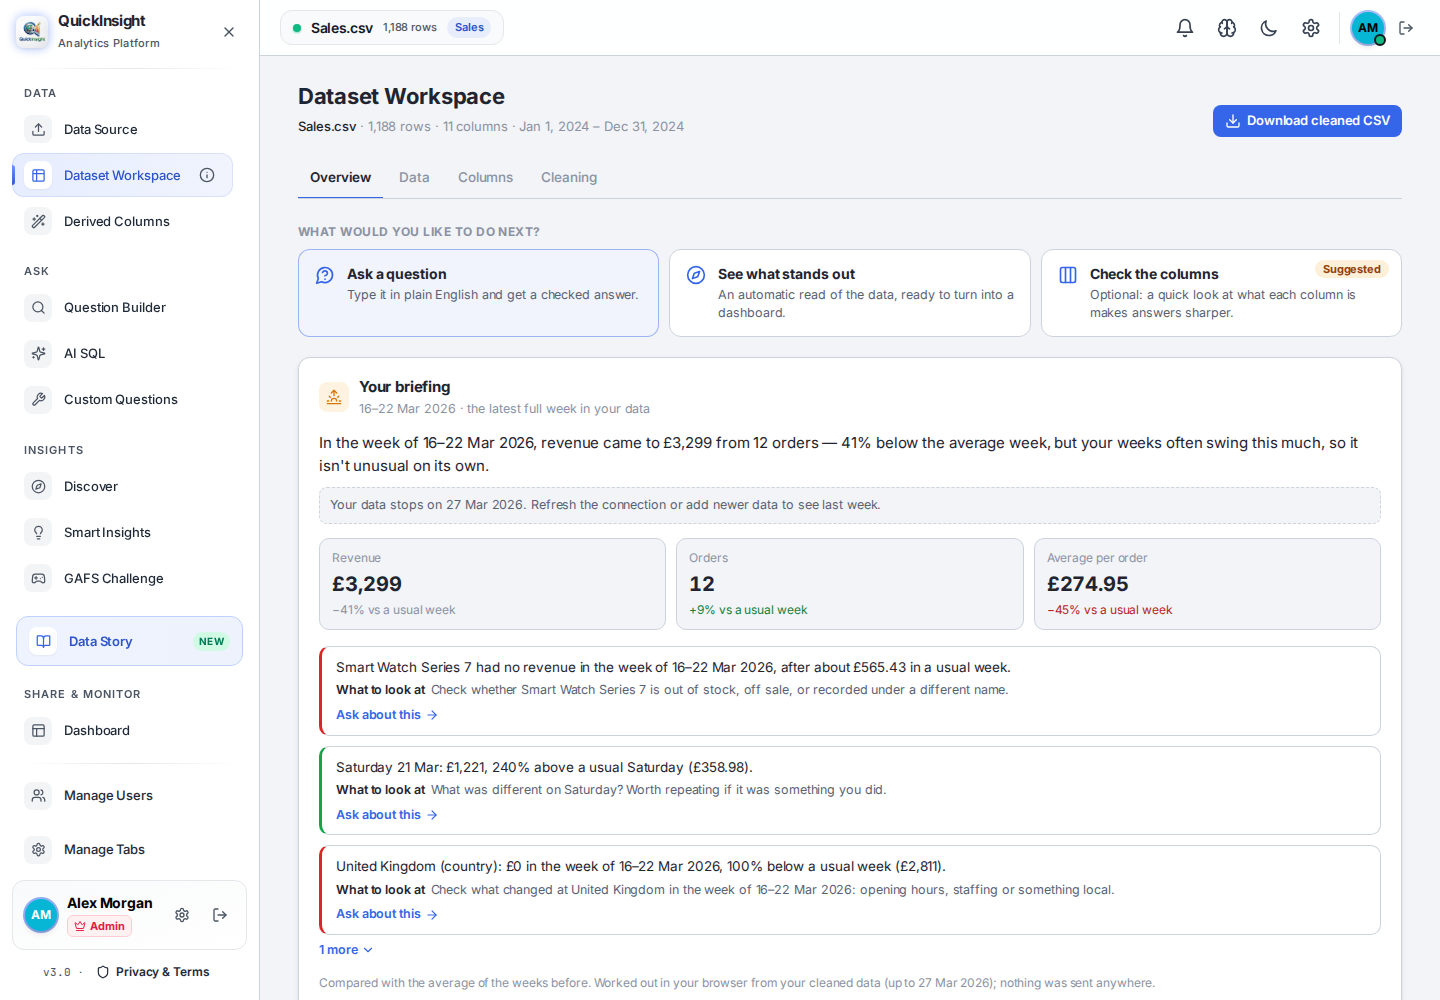 QuickInsight
Analytics Platform
DATA
Data Source
Dataset Workspace
Derived Columns
ASK
Question Builder
AI SQL
Custom Questions
INSIGHTS
Discover
Smart Insights
GAFS Challenge
Data Story NEW
SHARE & MONITOR
Dashboard
Manage Users
Manage Tabs
AM Alex Morgan
Admin
v3.0 · Privacy & Terms
Sales.csv 1,188 rows Sales
AM
Dataset Workspace
Sales.csv · 1,188 rows · 11 columns · Jan 1, 2024 – Dec 31, 2024
Download cleaned CSV
Overview Data Columns Cleaning
WHAT WOULD YOU LIKE TO DO NEXT?
Ask a question
Type it in plain English and get a checked answer.
See what stands out
An automatic read of the data, ready to turn into a
dashboard.
Check the columns Suggested
Optional: a quick look at what each column is
makes answers sharper.
Your briefing
16–22 Mar 2026 · the latest full week in your data
In the week of 16–22 Mar 2026, revenue came to £3,299 from 12 orders — 41% below the average week, but your weeks often swing this much, so it
isn't unusual on its own.
Your data stops on 27 Mar 2026. Refresh the connection or add newer data to see last week.
Revenue
£3,299
−41% vs a usual week
Orders
12
+9% vs a usual week
Average per order
£274.95
−45% vs a usual week
Smart Watch Series 7 had no revenue in the week of 16–22 Mar 2026, after about £565.43 in a usual week.
What to look at Check whether Smart Watch Series 7 is out of stock, off sale, or recorded under a different name.
Ask about this →
Saturday 21 Mar: £1,221, 240% above a usual Saturday (£358.98).
What to look at What was different on Saturday? Worth repeating if it was something you did.
Ask about this →
United Kingdom (country): £0 in the week of 16–22 Mar 2026, 100% below a usual week (£2,811).
What to look at Check what changed at United Kingdom in the week of 16–22 Mar 2026: opening hours, staffing or something local.
Ask about this →
1 more
Compared with the average of the weeks before. Worked out in your browser from your cleaned data (up to 27 Mar 2026); nothing was sent anywhere.